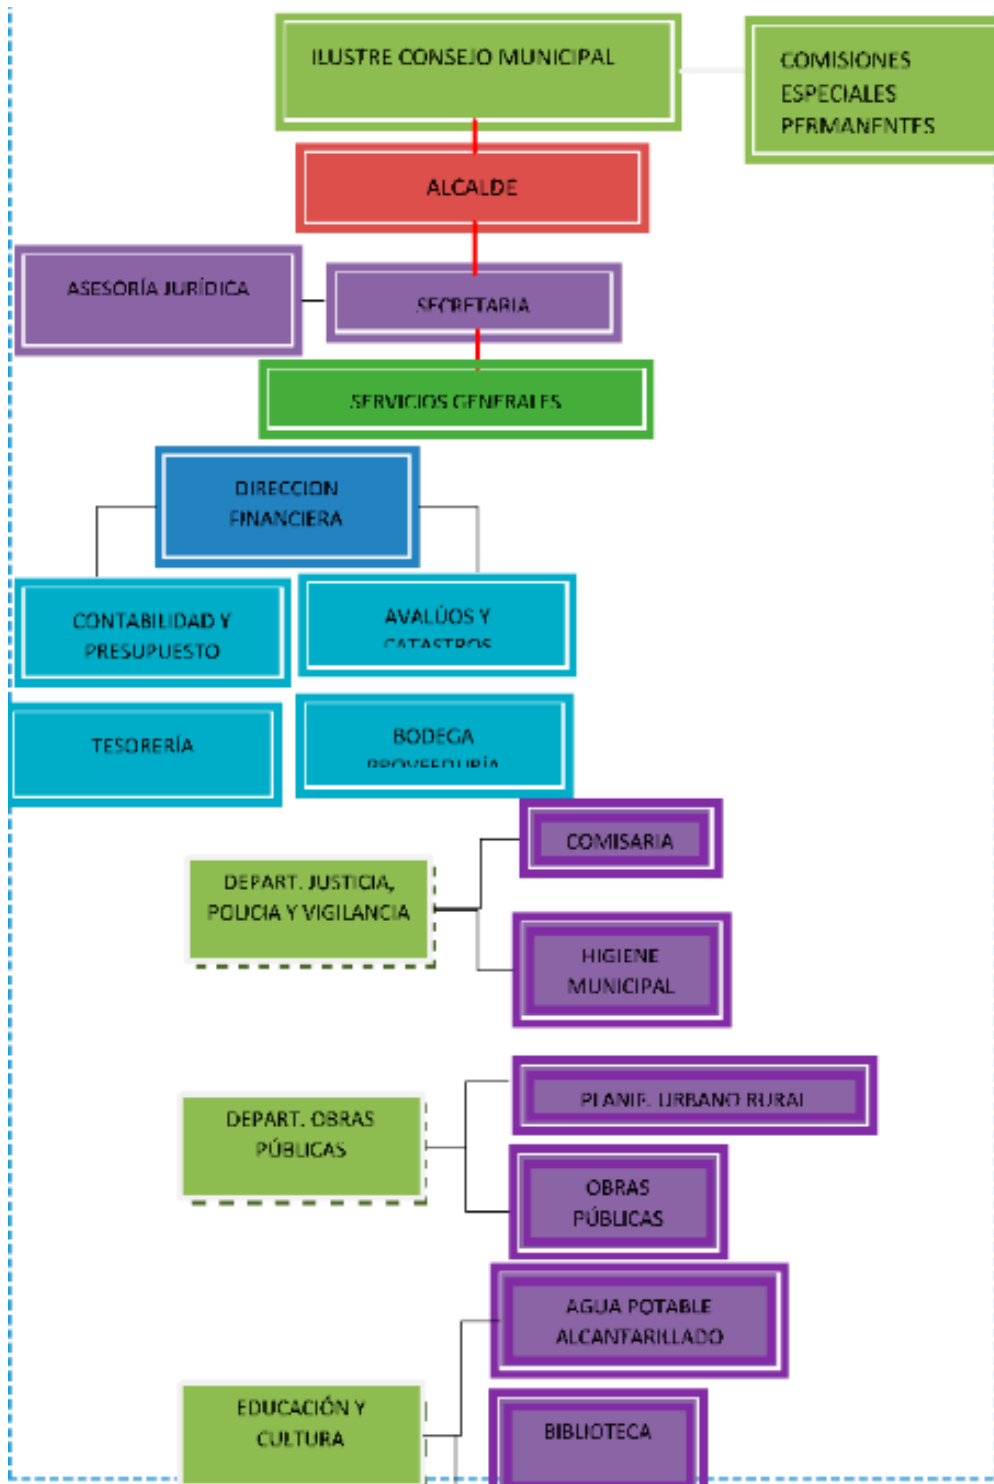 ILUSTRE CONSEJO MUNICIPAL
COMISIONES
ESPECIALES
PERMANENTES
ALCALDE
ASESORÍA JURÍDICA
SECRETARIA
SERVICIOS GENERALES
DIRECCION
FINANCIERA
CONTABILIDAD Y
PRESUPUESTO
AVALÚOS Y
CATASTROS
TESORERÍA
BODEGA
PROVEEDURÍA
COMISARIA
DEPART. JUSTICIA,
POLICIA Y VIGILANCIA
HIGIENE
MUNICIPAL
PLANIF. URBANO RURAL
DEPART. OBRAS
PÚBLICAS
OBRAS
PÚBLICAS
AGUA POTABLE
ALCANTARILLADO
EDUCACIÓN Y
CULTURA
BIBLIOTECA